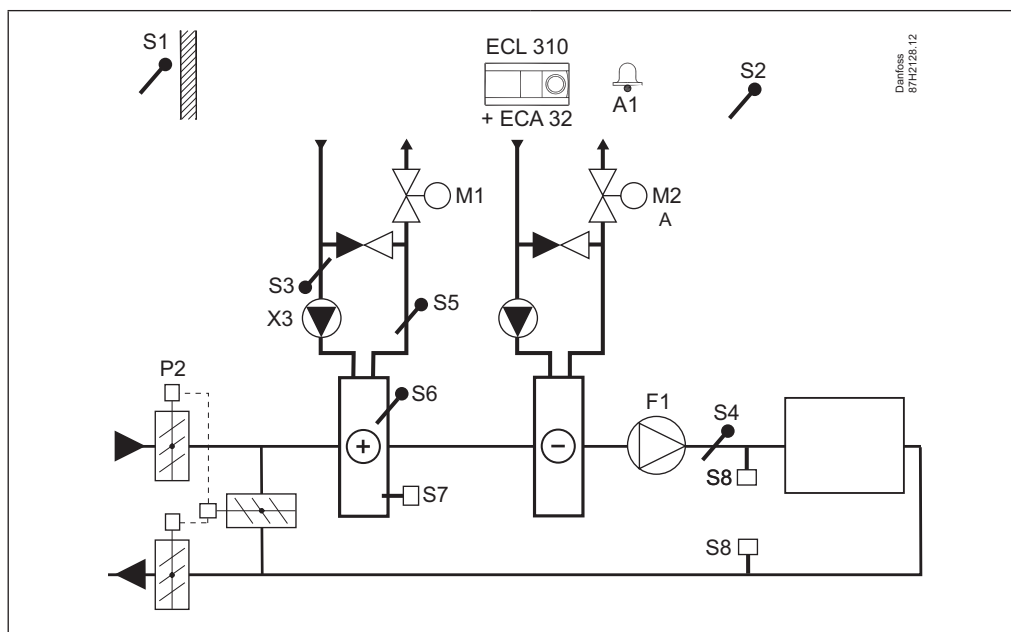 S1
ECL 310
+ ECA 32
A1
S2
Danfoss
87H2128.12
M1
M2
A
S3
S5
X3
P2
S6
F1
S4
+
−
S7
S8
S8